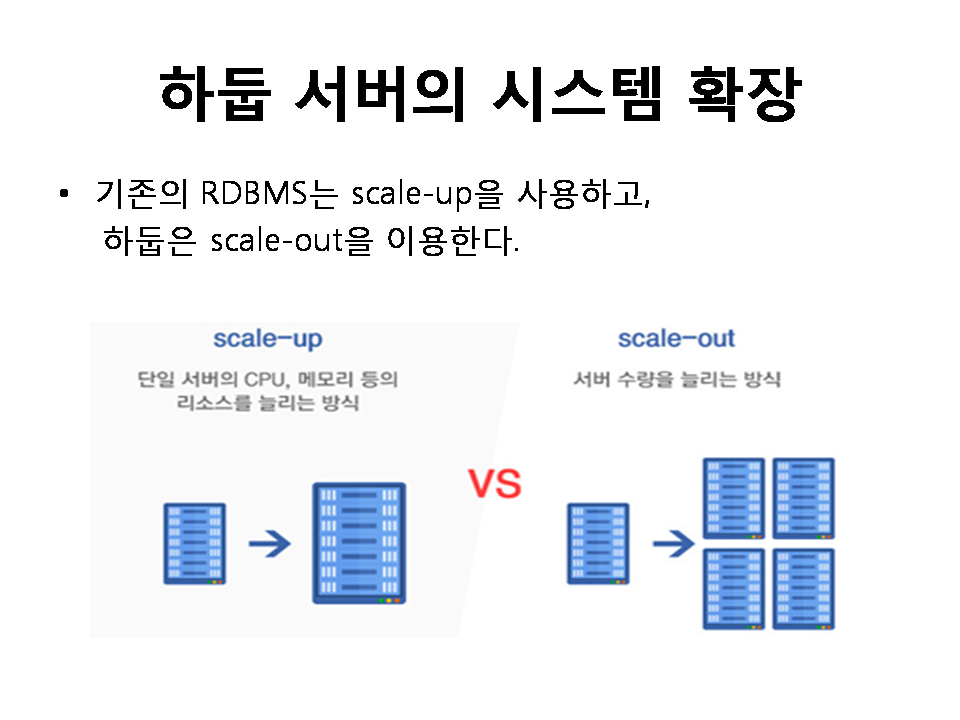 하둡 서버의 시스템 확장
• 기존의 RDBMS는 scale-up을 사용하고,
하둡은 scale-out을 이용한다.
scale-up
단일 서버의 CPU, 메모리 등의
리소스를 늘리는 방식
VS
scale-out
서버 수량을 늘리는 방식